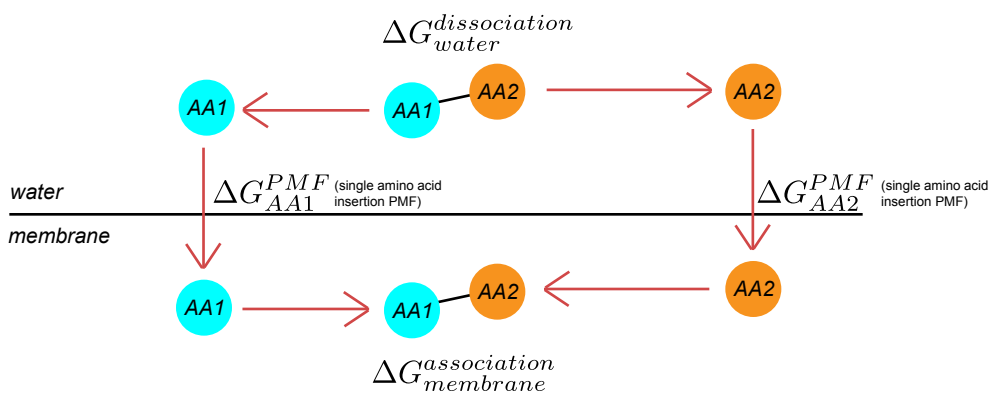 ΔG^{dissociation}_{water}
AA1 AA1 AA2 AA2
water ΔG^{PMF}_{AA1} (single amino acid insertion PMF) ΔG^{PMF}_{AA2} (single amino acid insertion PMF)
membrane
AA1 AA1 AA2 AA2
ΔG^{association}_{membrane}